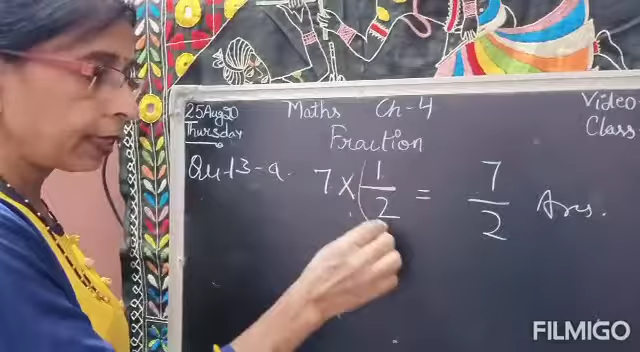 25 Aug 20 Maths Ch-4 Video
Thursday Class
Fraction
Qu.13-a. 7 × 1/2 = 7/2 Ans.
FILMIGO